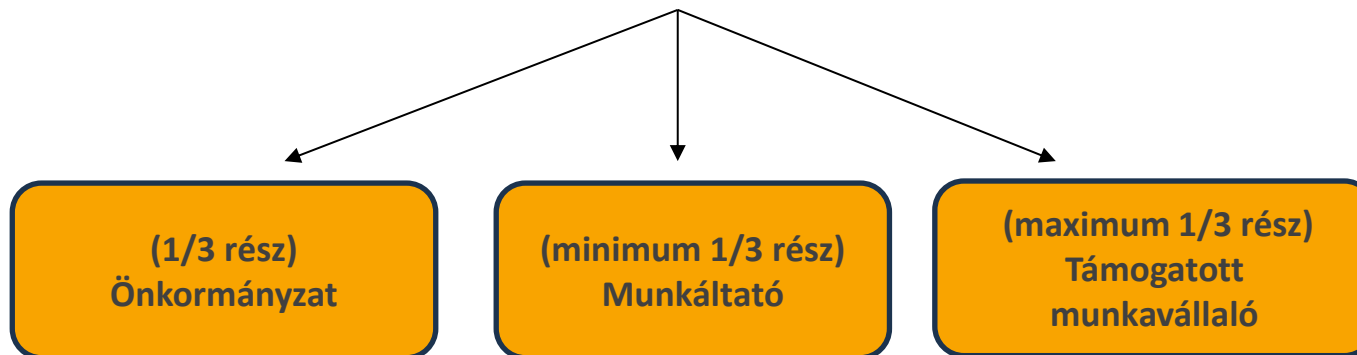 (1/3 rész)
Önkormányzat
(minimum 1/3 rész)
Munkáltató
(maximum 1/3 rész)
Támogatott
munkavállaló